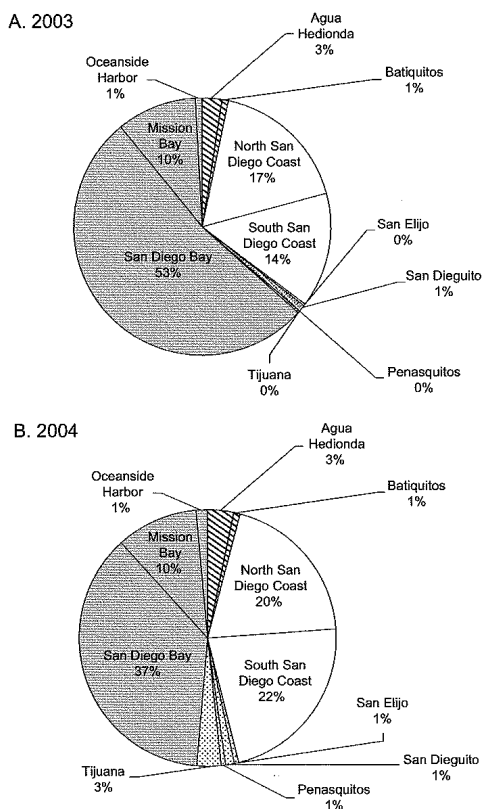 A. 2003
Agua
Hedionda
3%
Oceanside
Harbor
1%
Batiquitos
1%
Mission
Bay
10%
North San
Diego Coast
17%
San Elijo
0%
South San
Diego Coast
14%
San Diego Bay
53%
San Dieguito
1%
Tijuana
0%
Penasquitos
0%
B. 2004
Agua
Hedionda
3%
Oceanside
Harbor
1%
Batiquitos
1%
Mission
Bay
10%
North San
Diego Coast
20%
San Diego Bay
37%
South San
Diego Coast
22%
San Elijo
1%
San Dieguito
1%
Tijuana
3%
Penasquitos
1%